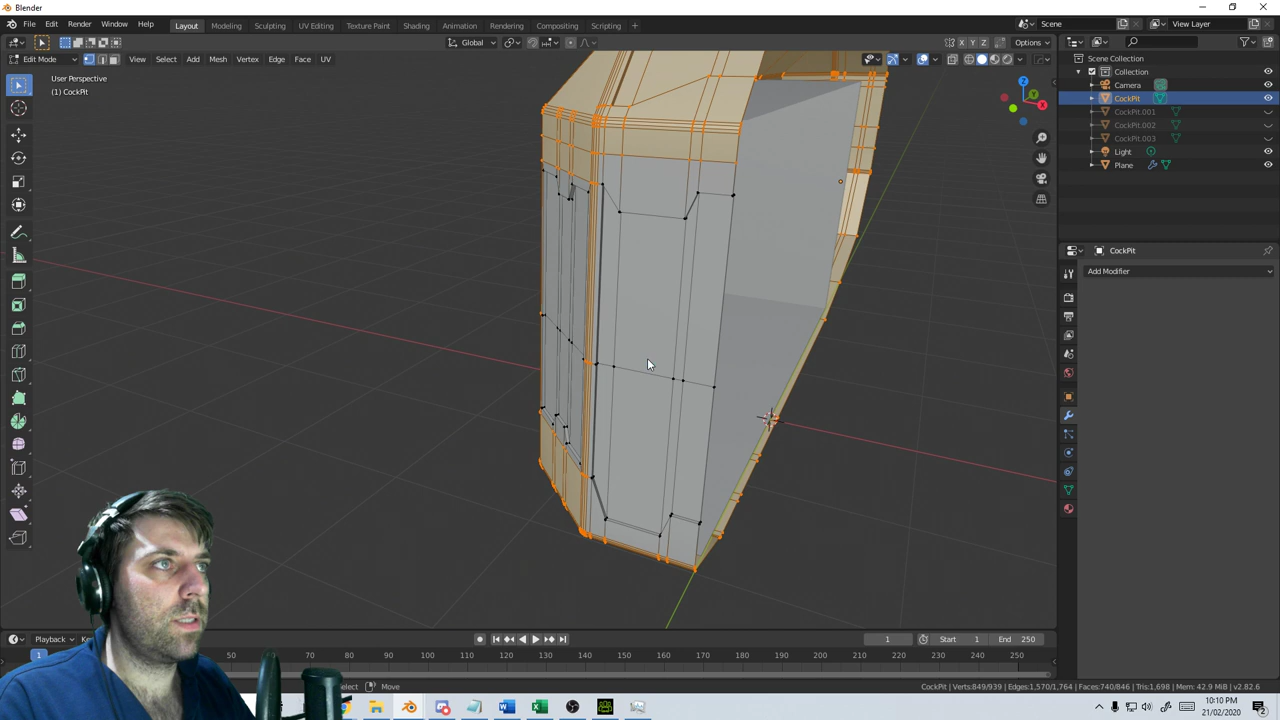 Blender
File Edit Render Window Help Layout Modeling Sculpting UV Editing Texture Paint Shading Animation Rendering Compositing Scripting + Scene View Layer
Global X Y Z Options
Edit Mode View Select Add Mesh Vertex Edge Face UV
User Perspective
(1) CockPit
Z
Y
X
Scene Collection
Collection
Camera
CockPit
CockPit.001
CockPit.002
CockPit.003
Light
Plane
CockPit
Add Modifier
Playback 1 Start 1 End 250
1 50 60 70 80 90 100 110 120 130 140 150 160 170 180 190 200 210 220 230 240 250
Select Move CockPit | Verts:849/939 | Edges:1,570/1,764 | Faces:740/846 | Tris:1,698 | Mem: 42.9 MiB | v2.82.6
10:10 PM
21/02/2020
2